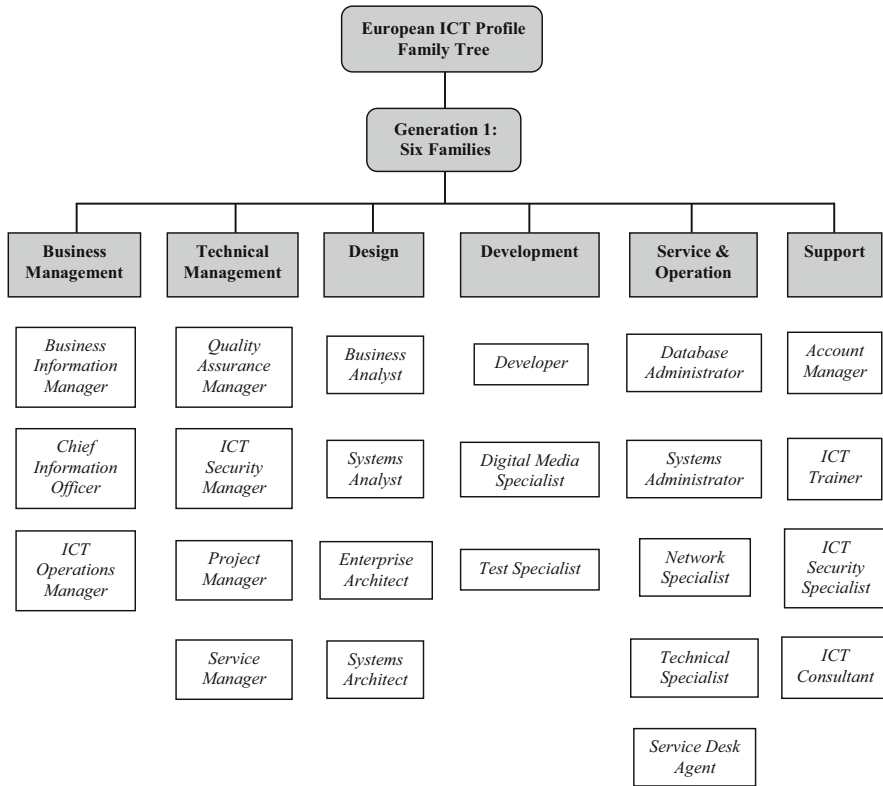 European ICT Profile
Family Tree
Generation 1:
Six Families
Business
Management
Technical
Management
Design
Development
Service &
Operation
Support
Business
Information
Manager
Quality
Assurance
Manager
Business
Analyst
Developer
Database
Administrator
Account
Manager
Chief
Information
Officer
ICT
Security
Manager
Systems
Analyst
Digital Media
Specialist
Systems
Administrator
ICT
Trainer
ICT
Operations
Manager
Project
Manager
Enterprise
Architect
Test Specialist
Network
Specialist
ICT
Security
Specialist
Service
Manager
Systems
Architect
Technical
Specialist
ICT
Consultant
Service Desk
Agent